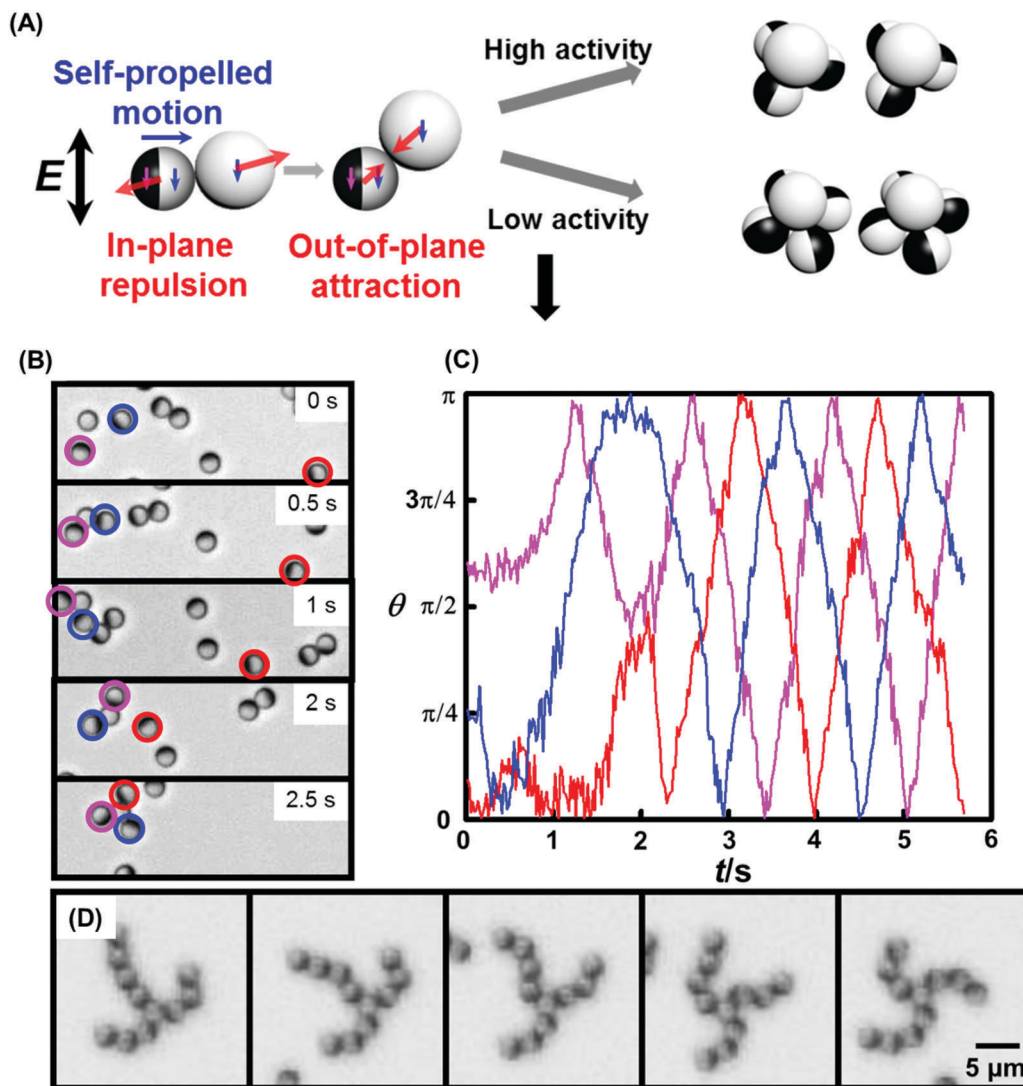 (A)
Self-propelled
motion
E
In-plane
repulsion
Out-of-plane
attraction
High activity
Low activity
(B)
0 s
0.5 s
1 s
2 s
2.5 s
(C)
π
3π/4
θ π/2
π/4
0
0 1 2 3 4 5 6
t/s
(D)
5 µm